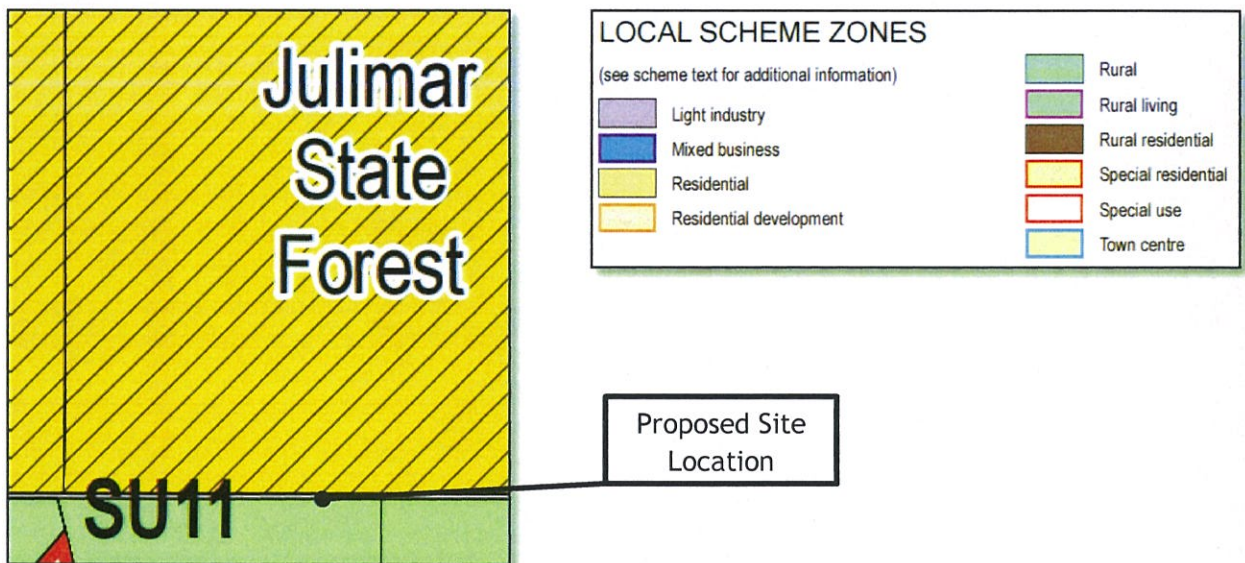 Julimar
State
Forest
SU11
LOCAL SCHEME ZONES
(see scheme text for additional information)
Light industry
Mixed business
Residential
Residential development
Rural
Rural living
Rural residential
Special residential
Special use
Town centre
Proposed Site
Location